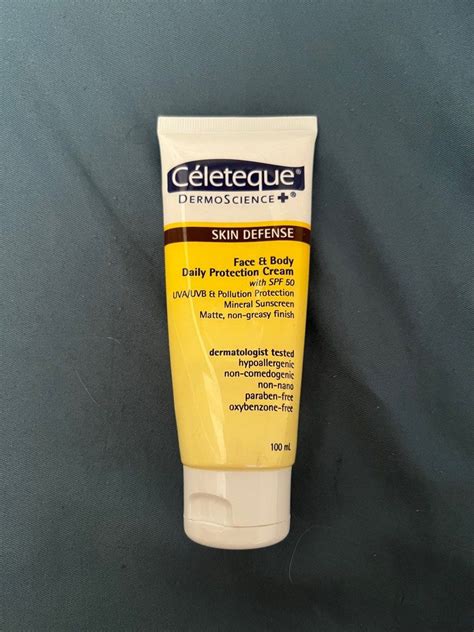 Céleteque®
DERMOSCIENCE+®
SKIN DEFENSE
Face & Body
Daily Protection Cream
with SPF 50
UVA/UVB & Pollution Protection
Mineral Sunscreen
Matte, non-greasy finish
dermatologist tested
hypoallergenic
non-comedogenic
non-nano
paraben-free
oxybenzone-free
100 mL